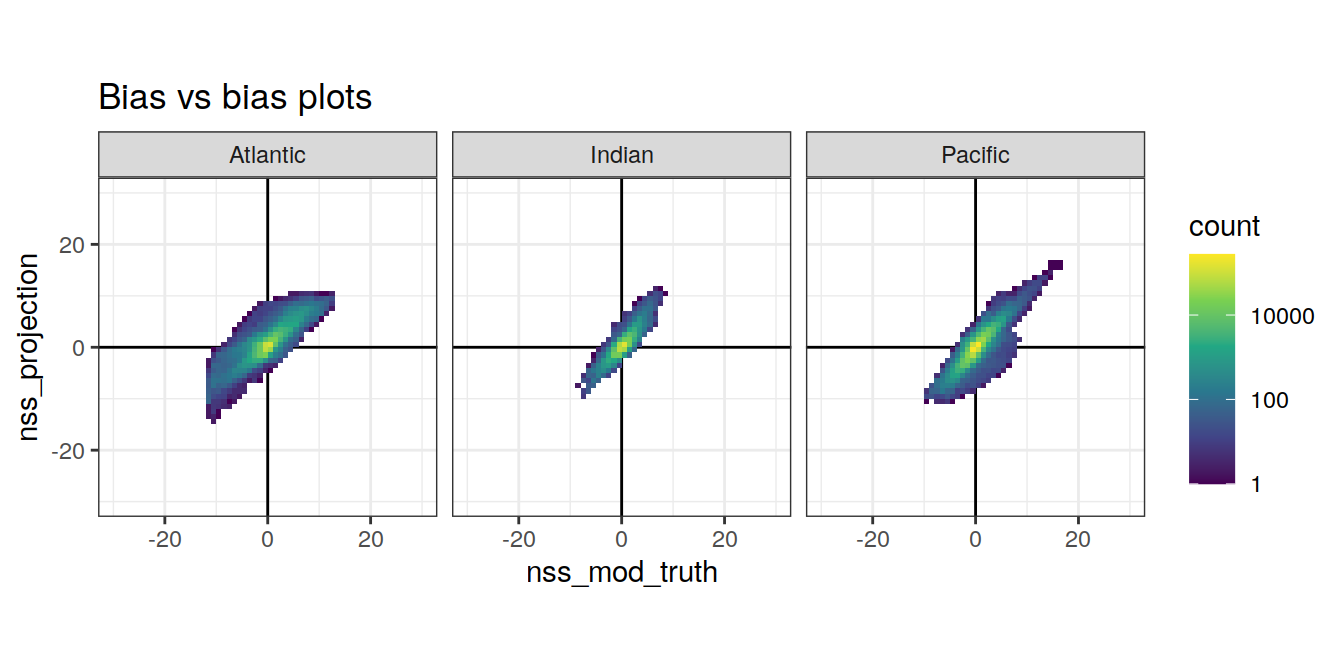 Bias vs bias plots
Atlantic Indian Pacific
count
20
0
-20
10000
100
1
-20 0 20 -20 0 20 -20 0 20
nss_projection
nss_mod_truth